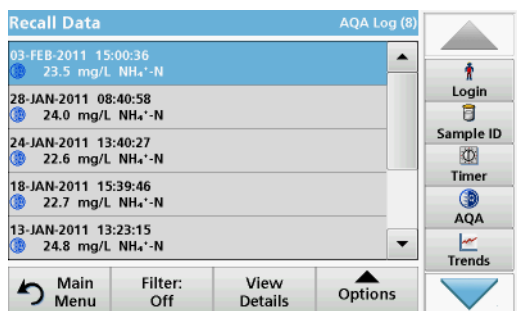 Recall Data
AQA Log (8)
03-FEB-2011 15:00:36
23.5 mg/L NH₄⁺-N
28-JAN-2011 08:40:58
24.0 mg/L NH₄⁺-N
24-JAN-2011 13:40:27
22.6 mg/L NH₄⁺-N
18-JAN-2011 15:39:46
22.7 mg/L NH₄⁺-N
13-JAN-2011 13:23:15
24.8 mg/L NH₄⁺-N
Main
Menu
Filter:
Off
View
Details
Options
Login
Sample ID
Timer
AQA
Trends